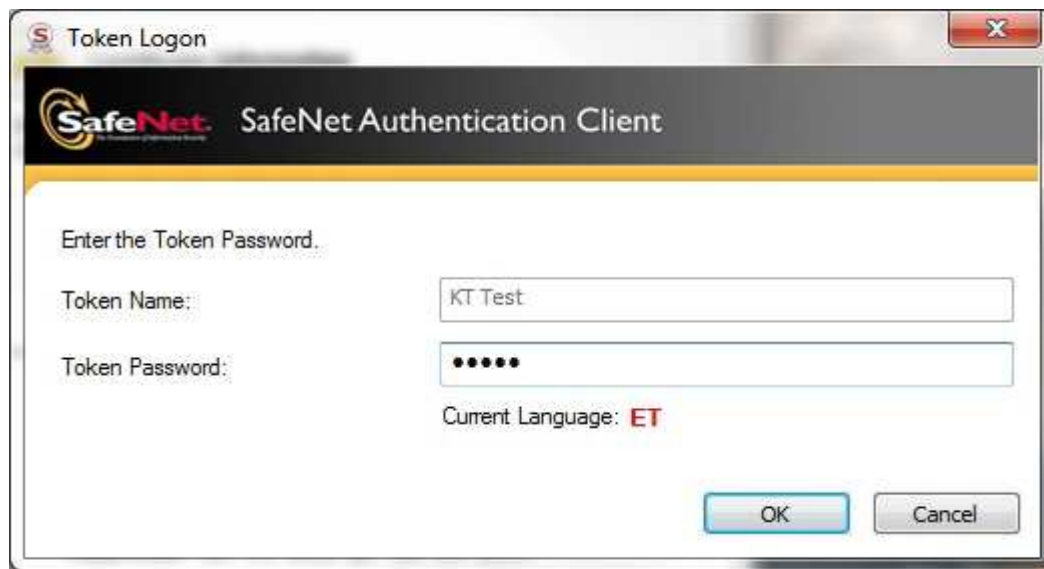 Token Logon
SafeNet. SafeNet Authentication Client
Enter the Token Password.
Token Name: KT Test
Token Password: •••••
Current Language: ET
OK Cancel